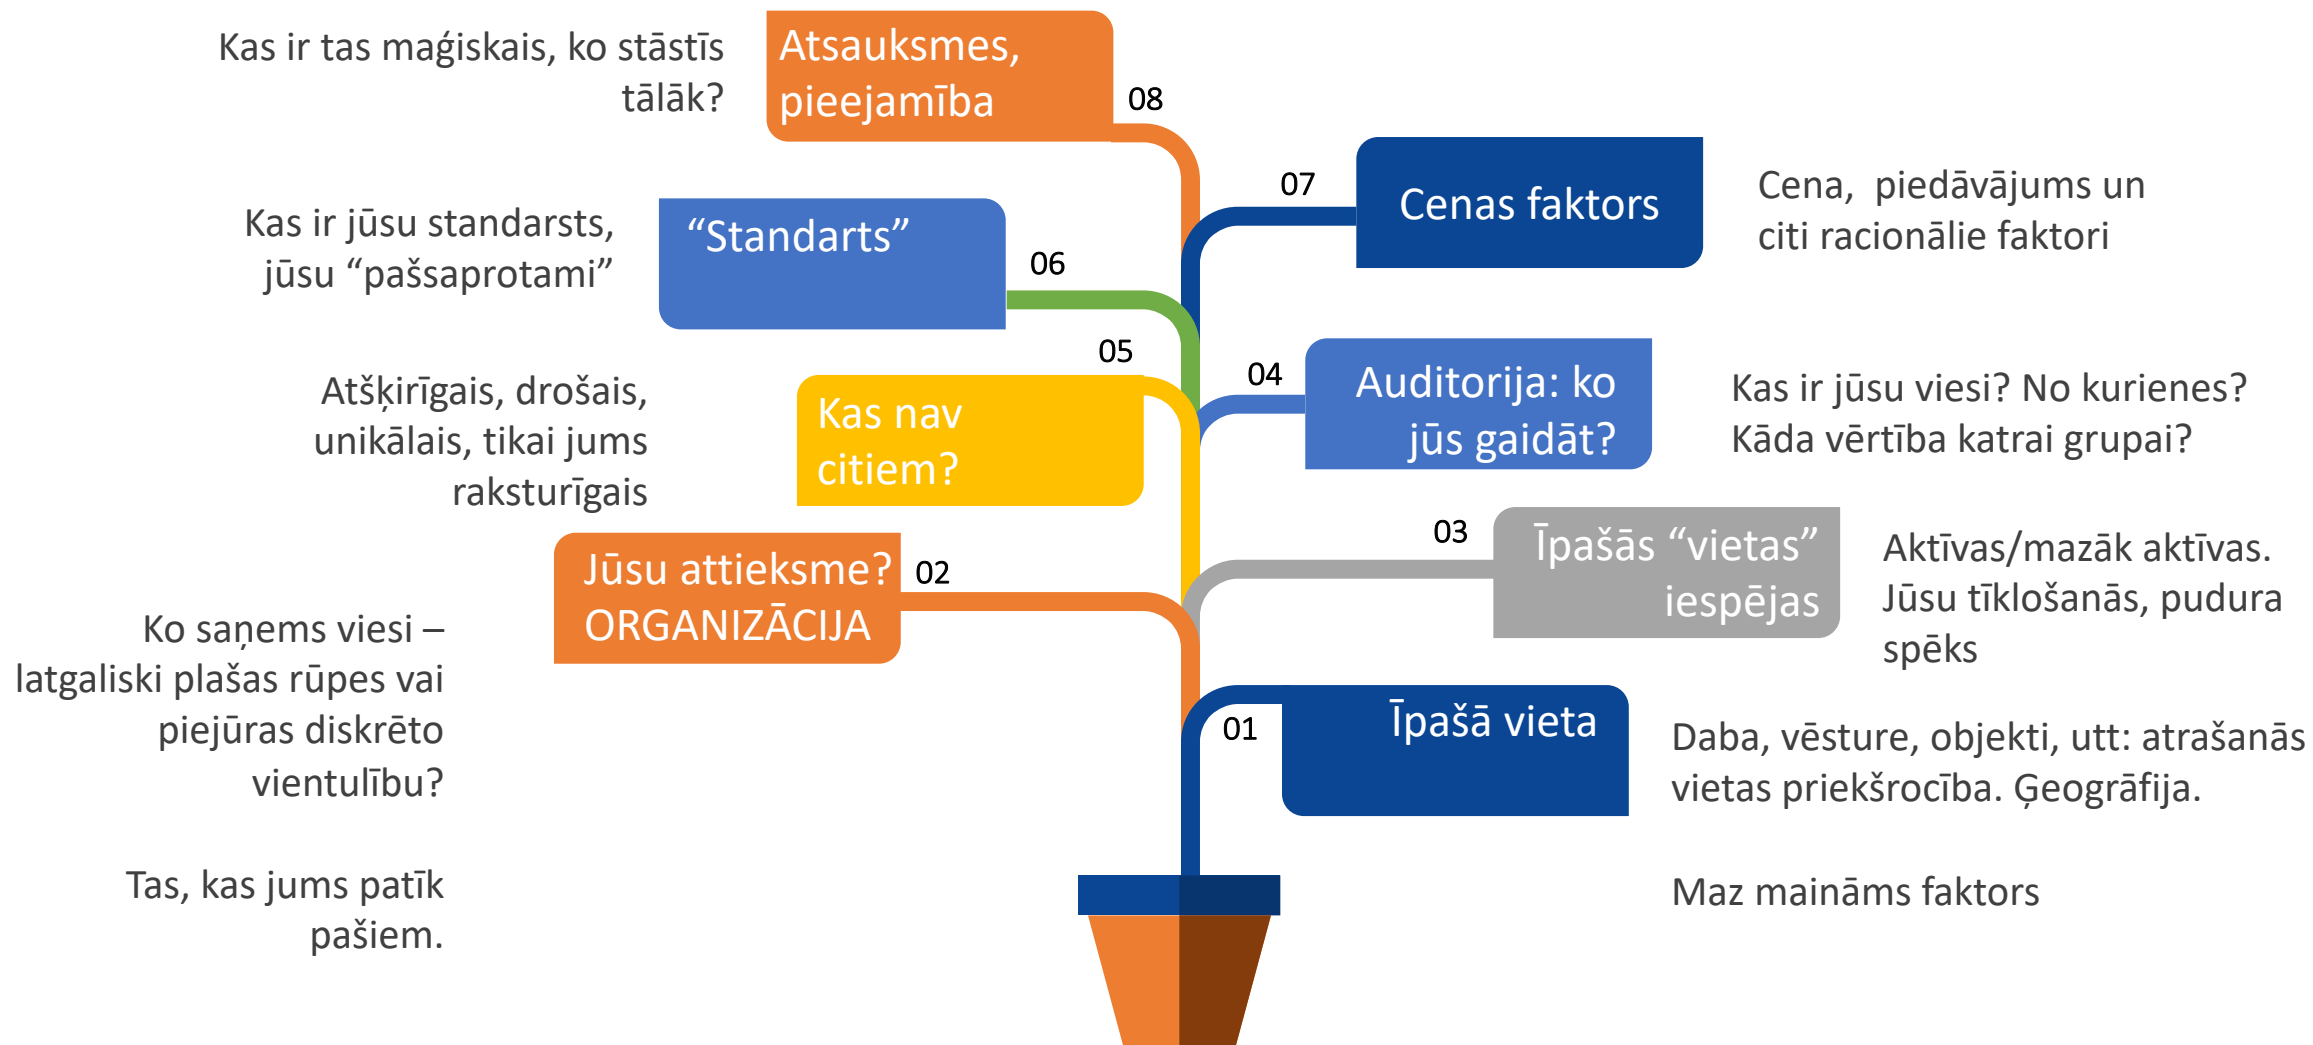 Kas ir tas maģiskais, ko stāstīs
tālāk?
Atsauksmes,
pieejamība
08
07
Cenas faktors
Cena,  piedāvājums un
citi racionālie faktori
Kas ir jūsu standarsts,
jūsu “pašsaprotami”
“Standarts”
06
05
Atšķirīgais, drošais,
unikālais, tikai jums
raksturīgais
Kas nav
citiem?
04
Auditorija: ko
jūs gaidāt?
Kas ir jūsu viesi? No kurienes?
Kāda vērtība katrai grupai?
03
Īpašās “vietas”
iespējas
Aktīvas/mazāk aktīvas.
Jūsu tīklošanās, pudura
spēks
Jūsu attieksme?
ORGANIZĀCIJA
02
Ko saņems viesi –
latgaliski plašas rūpes vai
piejūras diskrēto
vientulību?
Tas, kas jums patīk
pašiem.
01
Īpašā vieta
Daba, vēsture, objekti, utt: atrašanās
vietas priekšrocība. Ģeogrāfija.
Maz maināms faktors